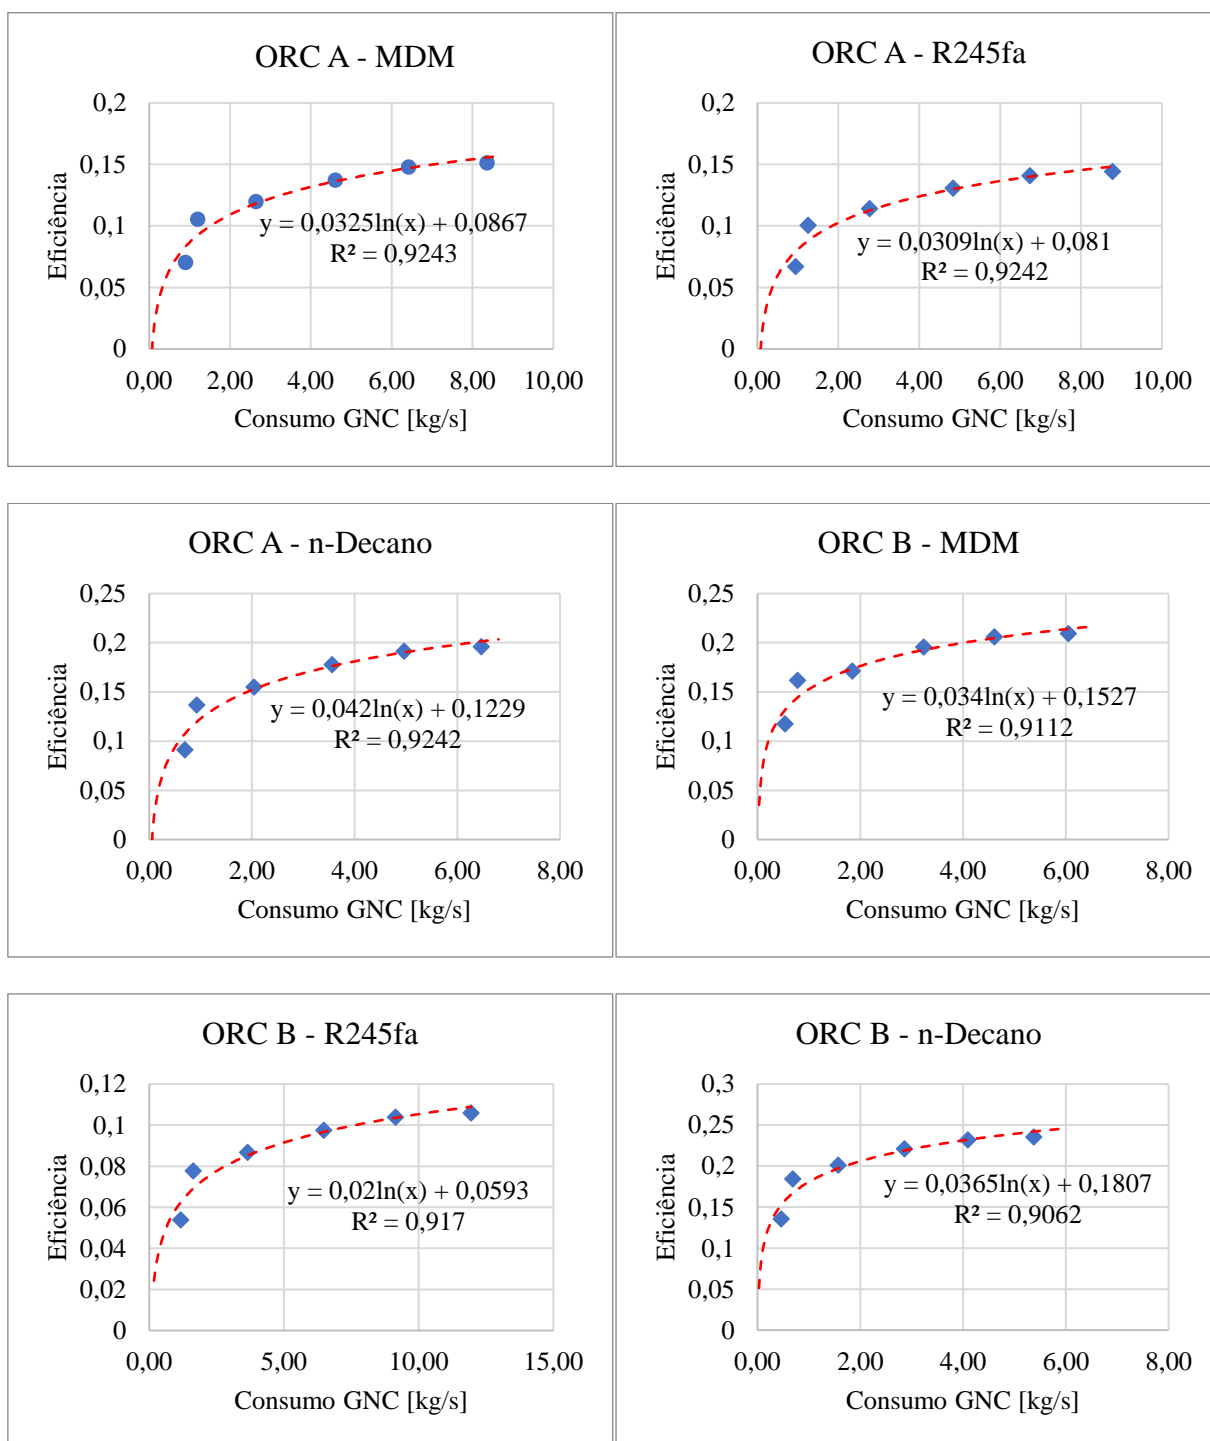 ORC A - MDM
0,2
0,15
0,1
0,05
0
Eficiência
y = 0,0325ln(x) + 0,0867
R² = 0,9243
0,00 2,00 4,00 6,00 8,00 10,00
Consumo GNC [kg/s]
ORC A - R245fa
0,2
0,15
0,1
0,05
0
Eficiência
y = 0,0309ln(x) + 0,081
R² = 0,9242
0,00 2,00 4,00 6,00 8,00 10,00
Consumo GNC [kg/s]
ORC A - n-Decano
0,25
0,2
0,15
0,1
0,05
0
Eficiência
y = 0,042ln(x) + 0,1229
R² = 0,9242
0,00 2,00 4,00 6,00 8,00
Consumo GNC [kg/s]
ORC B - MDM
0,25
0,2
0,15
0,1
0,05
0
Eficiência
y = 0,034ln(x) + 0,1527
R² = 0,9112
0,00 2,00 4,00 6,00 8,00
Consumo GNC [kg/s]
ORC B - R245fa
0,12
0,1
0,08
0,06
0,04
0,02
0
Eficiência
y = 0,02ln(x) + 0,0593
R² = 0,917
0,00 5,00 10,00 15,00
Consumo GNC [kg/s]
ORC B - n-Decano
0,3
0,25
0,2
0,15
0,1
0,05
0
Eficiência
y = 0,0365ln(x) + 0,1807
R² = 0,9062
0,00 2,00 4,00 6,00 8,00
Consumo GNC [kg/s]